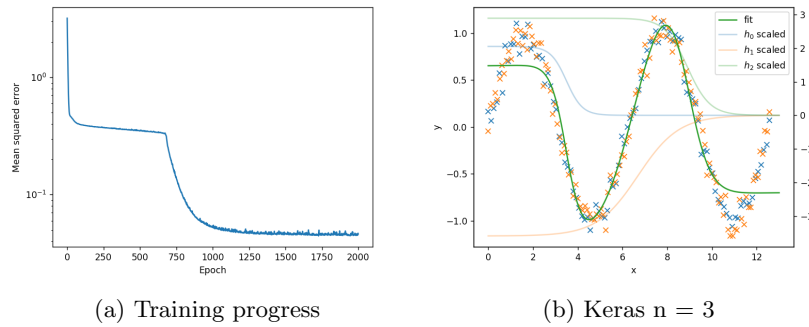 Mean squared error
10⁰
10⁻¹
0 250 500 750 1000 1250 1500 1750 2000
Epoch
(a) Training progress
y
1.0
0.5
0.0
−0.5
−1.0
fit
h₀ scaled
h₁ scaled
h₂ scaled
3
2
1
0
0 2 4 6 8 10 12
x
(b) Keras n = 3